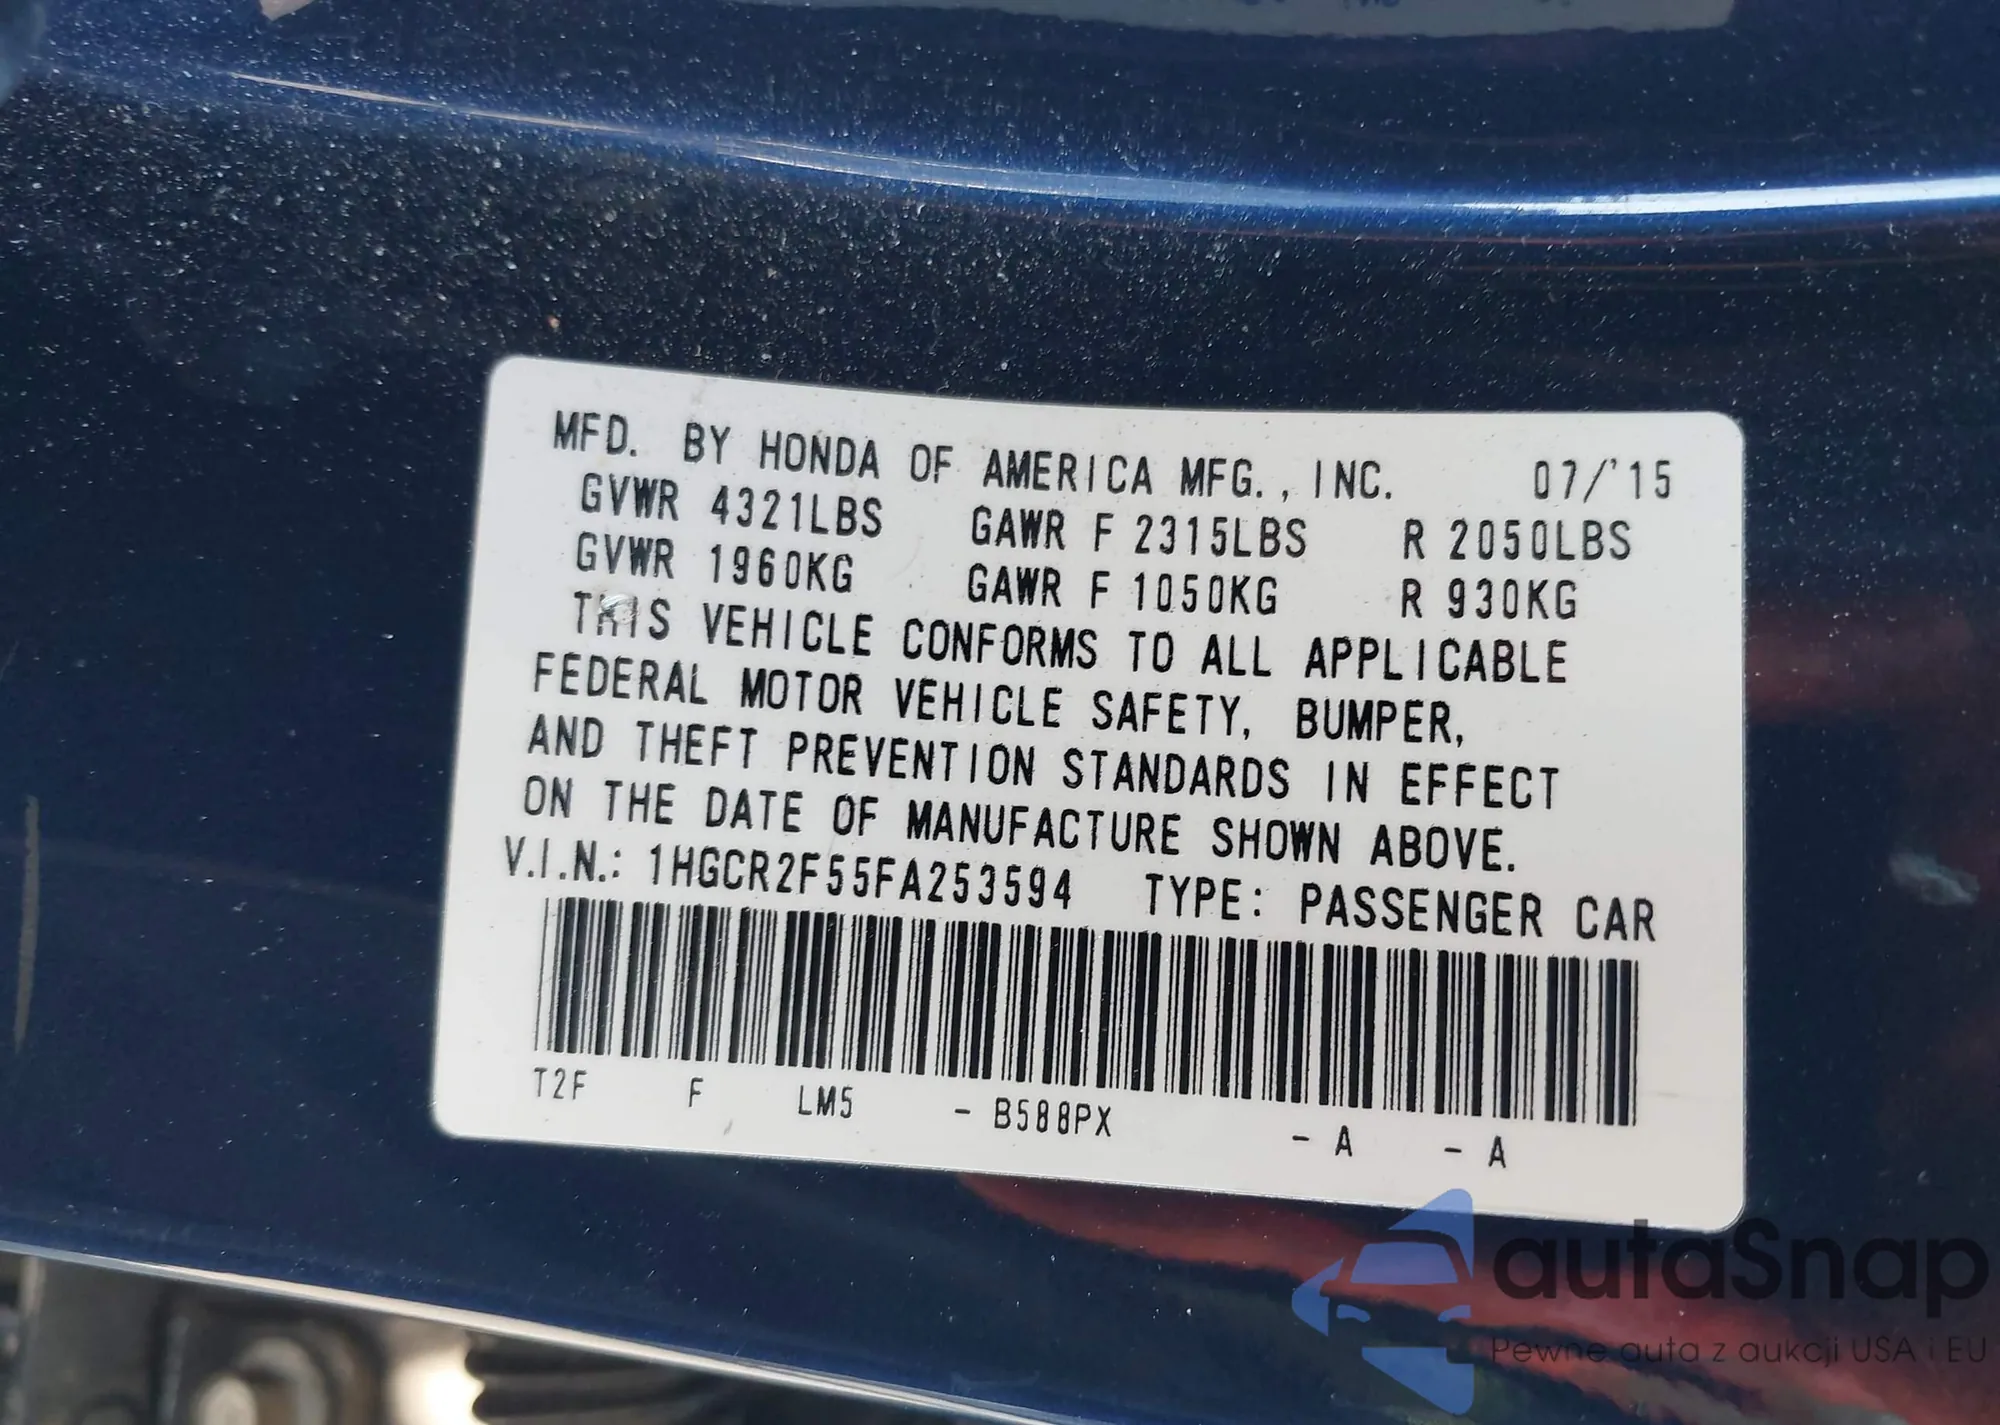 MFD. BY HONDA OF AMERICA MFG., INC. 07/'15
GVWR 4321LBS GAWR F 2315LBS R 2050LBS
GVWR 1960KG GAWR F 1050KG R 930KG
THIS VEHICLE CONFORMS TO ALL APPLICABLE
FEDERAL MOTOR VEHICLE SAFETY, BUMPER,
AND THEFT PREVENTION STANDARDS IN EFFECT
ON THE DATE OF MANUFACTURE SHOWN ABOVE.
V.I.N.: 1HGCR2F55FA253594 TYPE: PASSENGER CAR
T2F F LM5 - B588PX - A - A
autaSnap
Pewne auta z aukcji USA i EU